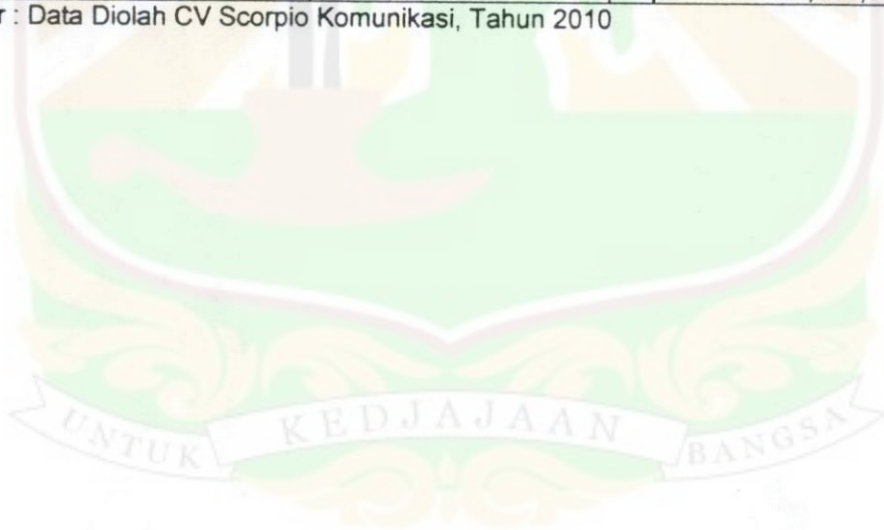 r : Data Diolah CV Scorpio Komunikasi, Tahun 2010
UNTUK KEDJAJAAN BANGSA